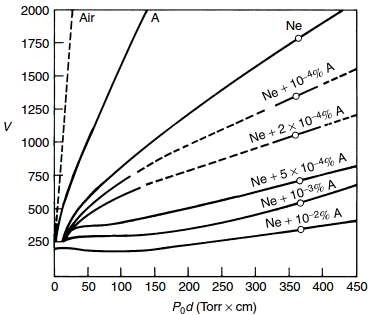 2000
1750
1500
1250
1000
750
500
250
V
Air
A
Ne
Ne + 10⁻⁴% A
Ne + 2 × 10⁻⁴% A
Ne + 5 × 10⁻⁴% A
Ne + 10⁻³% A
Ne + 10⁻²% A
0 50 100 150 200 250 300 350 400 450
P₀d (Torr × cm)